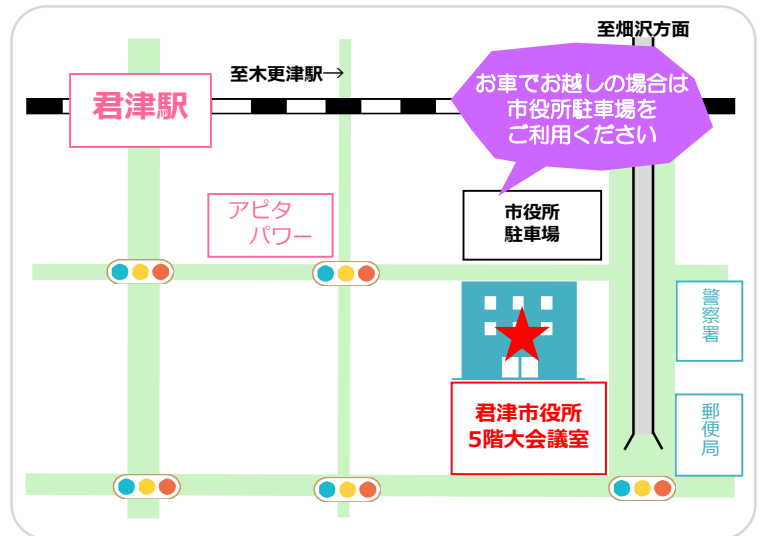 至畑沢方面
至木更津駅→
君津駅
お車でお越しの場合は
市役所駐車場を
ご利用ください
アピタ
パワー
市役所
駐車場
警察署
君津市役所
5階大会議室
郵便局